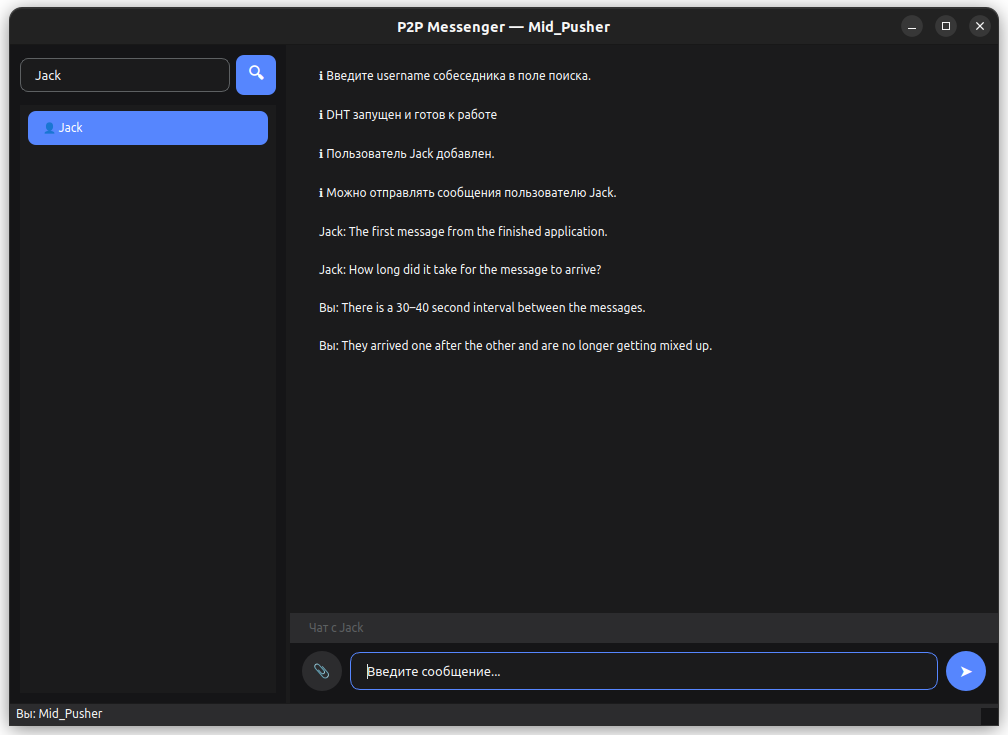 P2P Messenger — Mid_Pusher
Jack
Jack
ℹ Введите username собеседника в поле поиска.
ℹ DHT запущен и готов к работе
ℹ Пользователь Jack добавлен.
ℹ Можно отправлять сообщения пользователю Jack.
Jack: The first message from the finished application.
Jack: How long did it take for the message to arrive?
Вы: There is a 30–40 second interval between the messages.
Вы: They arrived one after the other and are no longer getting mixed up.
Чат с Jack
Введите сообщение...
Вы: Mid_Pusher